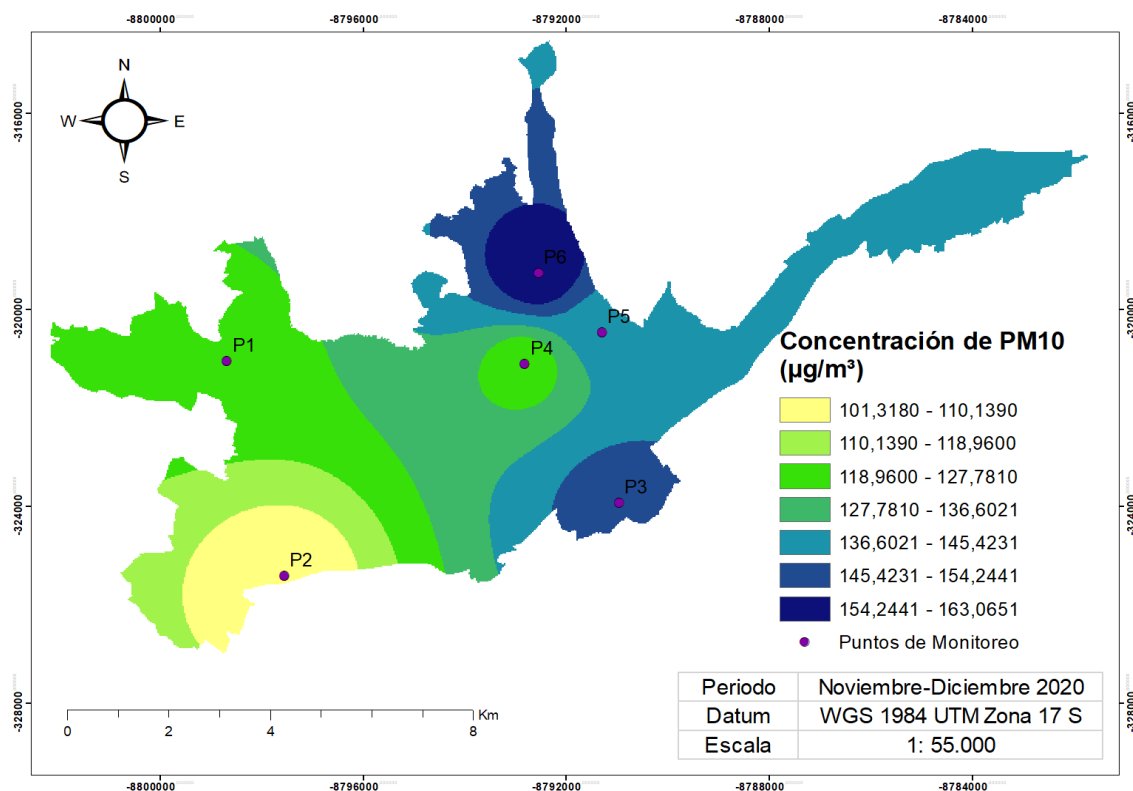 -8800000 -8796000 -8792000 -8788000 -8784000
N
W E
S
-316000 -316000
P6
-320000 -320000
P5
P1 P4
Concentración de PM10
(µg/m³)
101,3180 - 110,1390
110,1390 - 118,9600
118,9600 - 127,7810
127,7810 - 136,6021
136,6021 - 145,4231
145,4231 - 154,2441
154,2441 - 163,0651
Puntos de Monitoreo
P3
-324000 -324000
P2
Periodo Noviembre-Diciembre 2020
Datum WGS 1984 UTM Zona 17 S
Escala 1: 55.000
-328000 -328000
Km
0 2 4 8
-8800000 -8796000 -8792000 -8788000 -8784000